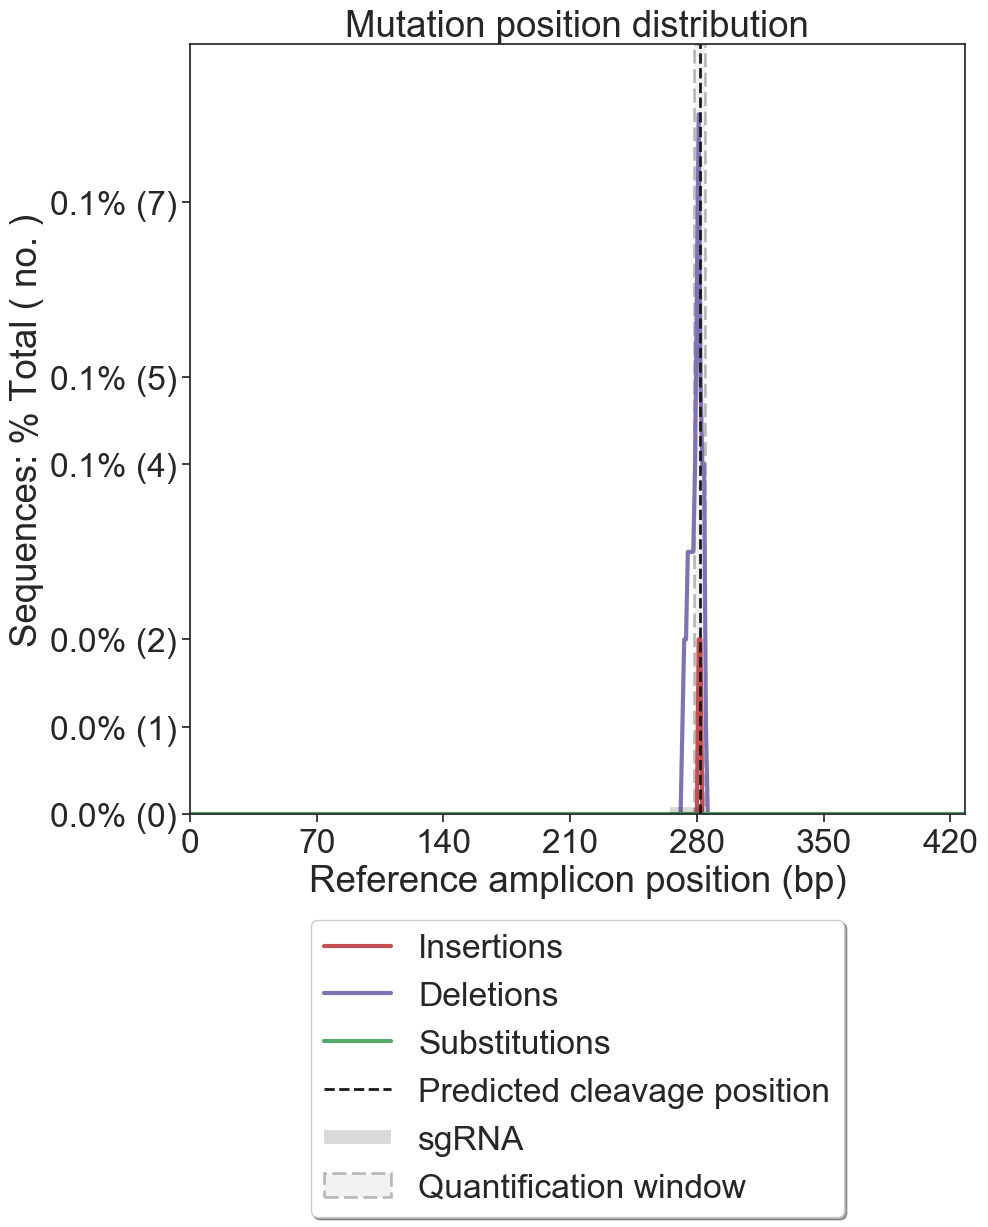 Mutation position distribution
Sequences: % Total ( no. )
0.1% (7)
0.1% (5)
0.1% (4)
0.0% (2)
0.0% (1)
0.0% (0)
0 70 140 210 280 350 420
Reference amplicon position (bp)
Insertions
Deletions
Substitutions
Predicted cleavage position
sgRNA
Quantification window